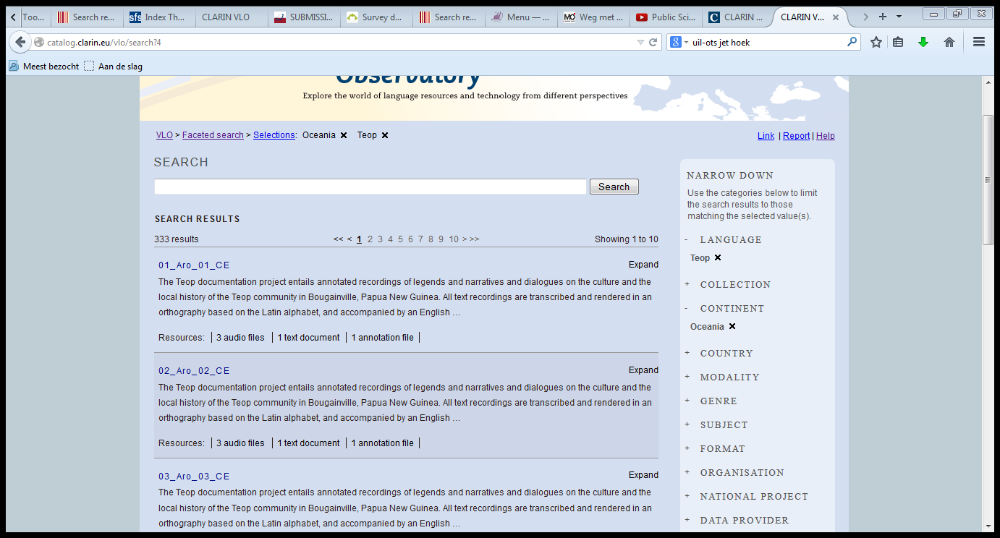 Too... Search re... Index Th... CLARIN VLO SUBMISSI... Survey d... Search re... Menu — ... Weg met ... Public Sci... CLARIN ... CLARIN V...
catalog.clarin.eu/vlo/search?4 uil-ots jet hoek
Meest bezocht Aan de slag
Observatory
Explore the world of language resources and technology from different perspectives
VLO > Faceted search > Selections: Oceania × Teop ×
Link | Report | Help
SEARCH
Search
SEARCH RESULTS
333 results << < 1 2 3 4 5 6 7 8 9 10 > >> Showing 1 to 10
01_Aro_01_CE Expand
The Teop documentation project entails annotated recordings of legends and narratives and dialogues on the culture and the
local history of the Teop community in Bougainville, Papua New Guinea. All text recordings are transcribed and rendered in an
orthography based on the Latin alphabet, and accompanied by an English ...
Resources: | 3 audio files | 1 text document | 1 annotation file |
02_Aro_02_CE Expand
The Teop documentation project entails annotated recordings of legends and narratives and dialogues on the culture and the
local history of the Teop community in Bougainville, Papua New Guinea. All text recordings are transcribed and rendered in an
orthography based on the Latin alphabet, and accompanied by an English ...
Resources: | 3 audio files | 1 text document | 1 annotation file |
03_Aro_03_CE Expand
The Teop documentation project entails annotated recordings of legends and narratives and dialogues on the culture and the
local history of the Teop community in Bougainville, Papua New Guinea. All text recordings are transcribed and rendered in an
orthography based on the Latin alphabet, and accompanied by an English ...
NARROW DOWN
Use the categories below to limit
the search results to those
matching the selected value(s).
- LANGUAGE
Teop ×
+ COLLECTION
- CONTINENT
Oceania ×
+ COUNTRY
+ MODALITY
+ GENRE
+ SUBJECT
+ FORMAT
+ ORGANISATION
+ NATIONAL PROJECT
+ DATA PROVIDER